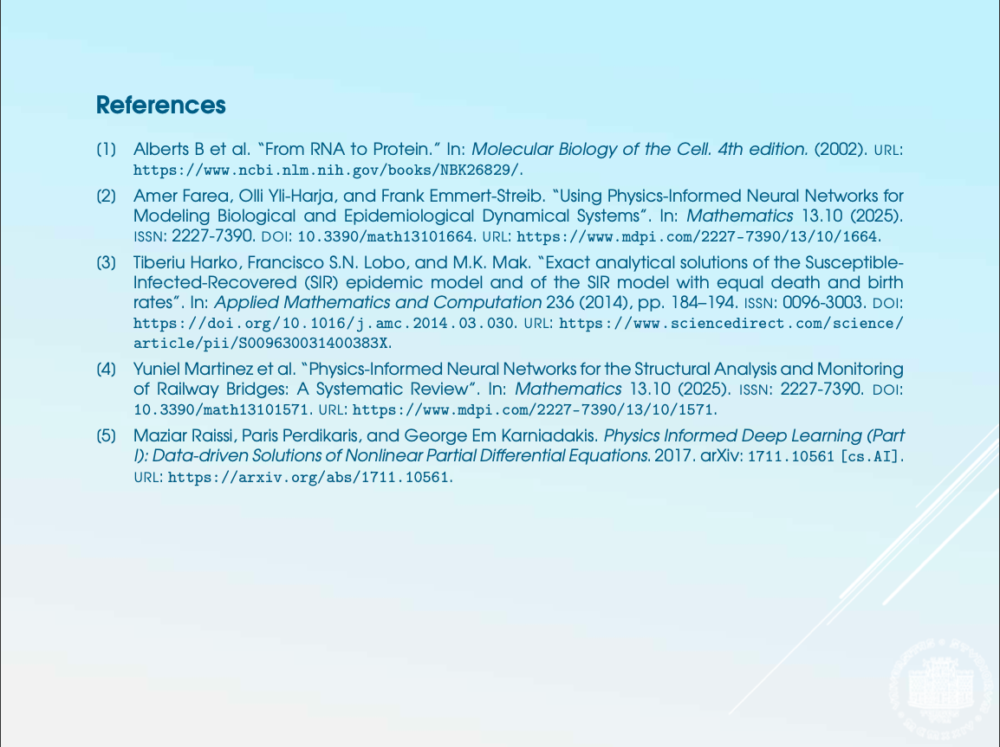 References
(1) Alberts B et al. “From RNA to Protein.” In: Molecular Biology of the Cell. 4th edition. (2002). URL:
https://www.ncbi.nlm.nih.gov/books/NBK26829/.
(2) Amer Farea, Olli Yli-Harja, and Frank Emmert-Streib. “Using Physics-Informed Neural Networks for
Modeling Biological and Epidemiological Dynamical Systems”. In: Mathematics 13.10 (2025).
ISSN: 2227-7390. DOI: 10.3390/math13101664. URL: https://www.mdpi.com/2227-7390/13/10/1664.
(3) Tiberiu Harko, Francisco S.N. Lobo, and M.K. Mak. “Exact analytical solutions of the Susceptible-
Infected-Recovered (SIR) epidemic model and of the SIR model with equal death and birth
rates”. In: Applied Mathematics and Computation 236 (2014), pp. 184–194. ISSN: 0096-3003. DOI:
https://doi.org/10.1016/j.amc.2014.03.030. URL: https://www.sciencedirect.com/science/
article/pii/S009630031400383X.
(4) Yuniel Martinez et al. “Physics-Informed Neural Networks for the Structural Analysis and Monitoring
of Railway Bridges: A Systematic Review”. In: Mathematics 13.10 (2025). ISSN: 2227-7390. DOI:
10.3390/math13101571. URL: https://www.mdpi.com/2227-7390/13/10/1571.
(5) Maziar Raissi, Paris Perdikaris, and George Em Karniadakis. Physics Informed Deep Learning (Part
I): Data-driven Solutions of Nonlinear Partial Differential Equations. 2017. arXiv: 1711.10561 [cs.AI].
URL: https://arxiv.org/abs/1711.10561.